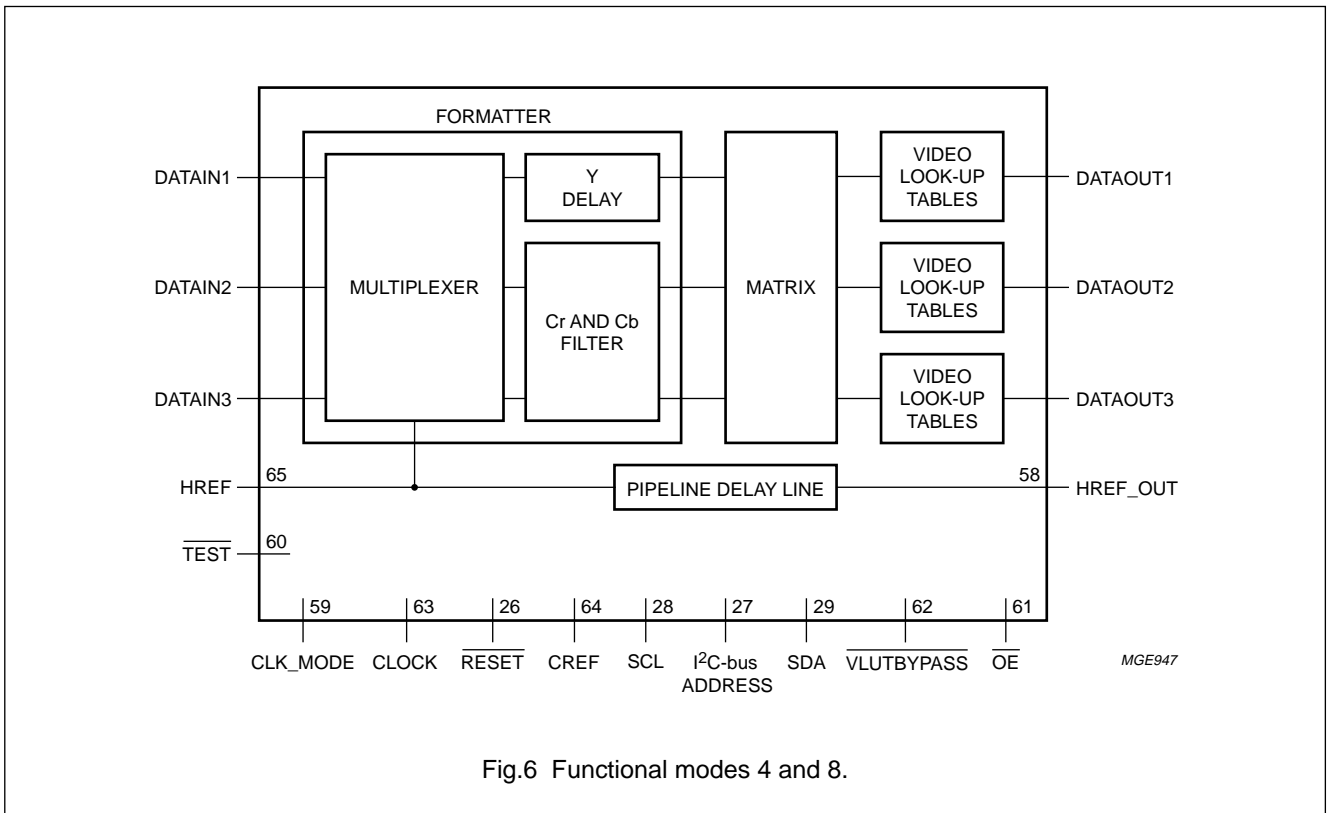 FORMATTER
DATAIN1
DATAIN2
DATAIN3
MULTIPLEXER
Y
DELAY
Cr AND Cb
FILTER
MATRIX
VIDEO
LOOK-UP
TABLES
VIDEO
LOOK-UP
TABLES
VIDEO
LOOK-UP
TABLES
DATAOUT1
DATAOUT2
DATAOUT3
HREF
65
PIPELINE DELAY LINE
58
HREF_OUT
TEST
60
59 63 26 64 28 27 29 62 61
CLK_MODE CLOCK RESET CREF SCL I²C-bus SDA VLUTBYPASS OE
ADDRESS
MGE947
Fig.6 Functional modes 4 and 8.